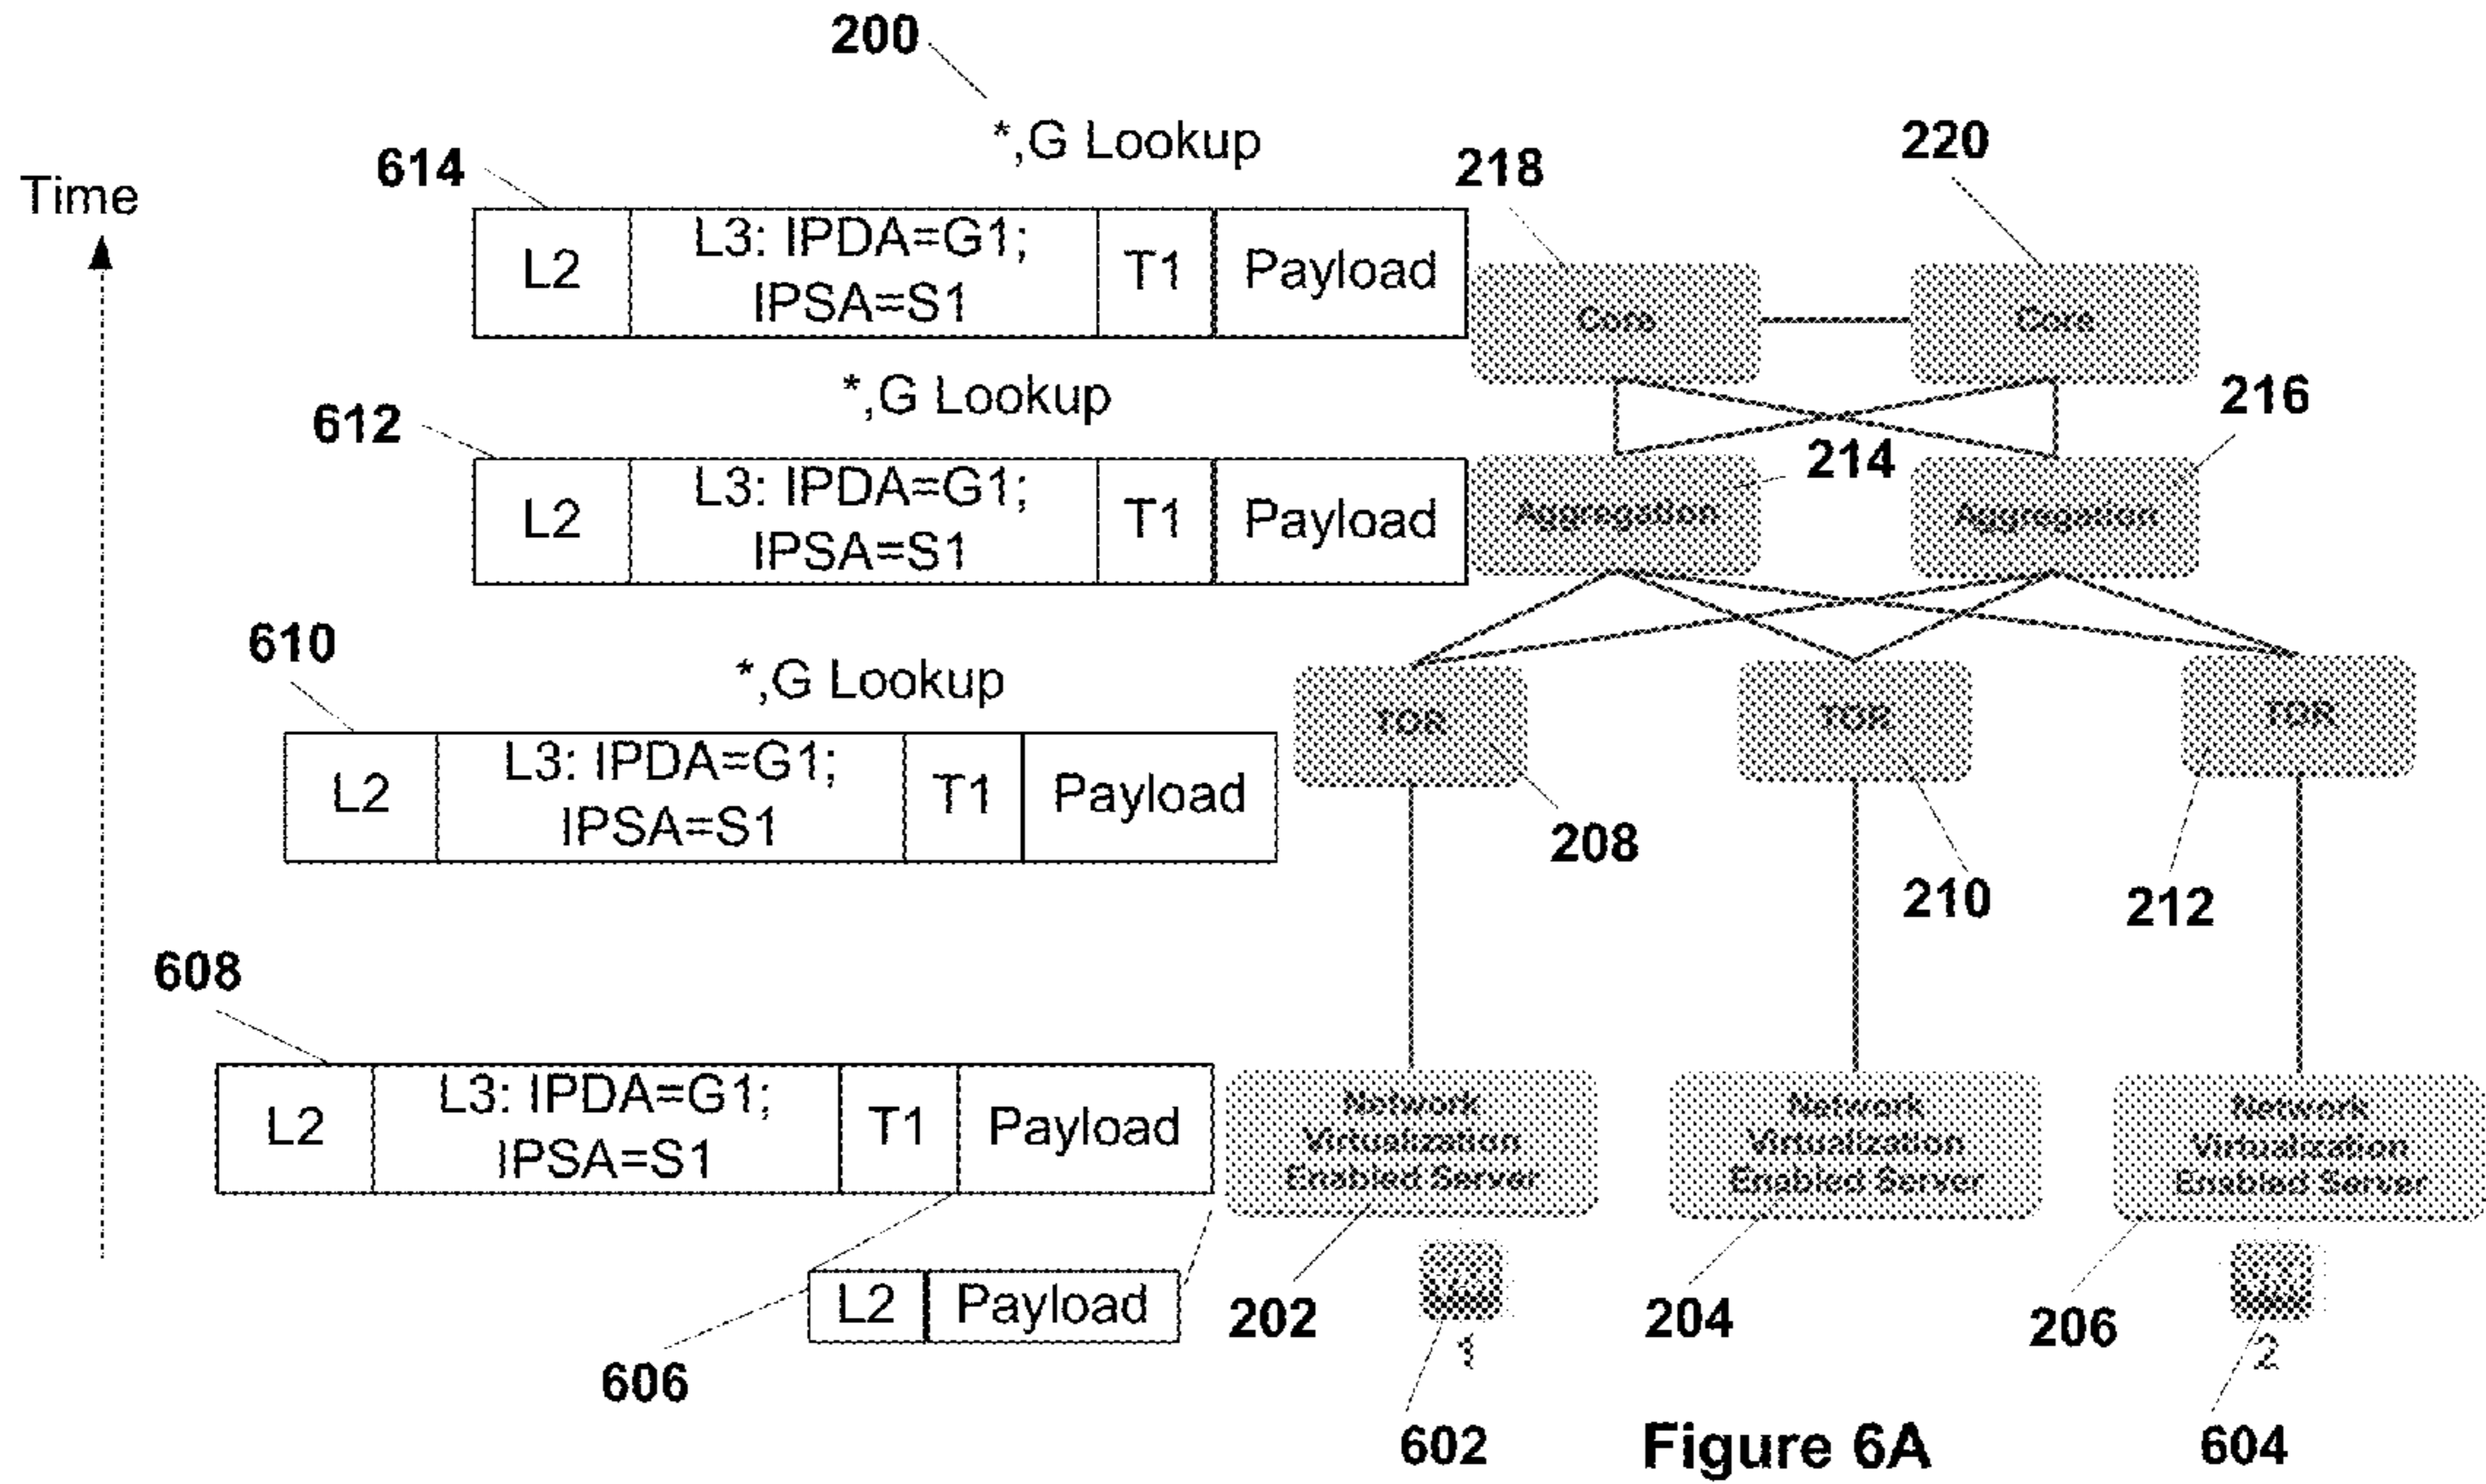 200
*,G Lookup
614
218
220
Time
L2
L3: IPDA=G1;
IPSA=S1
T1
Payload
Core
Core
*,G Lookup
612
214
216
L2
L3: IPDA=G1;
IPSA=S1
T1
Payload
Aggregation
Aggregation
610
*,G Lookup
L2
L3: IPDA=G1;
IPSA=S1
T1
Payload
TOR
TOR
TOR
208
210
212
608
L2
L3: IPDA=G1;
IPSA=S1
T1
Payload
Network
Virtualization
Enabled Server
Network
Virtualization
Enabled Server
Network
Virtualization
Enabled Server
L2
Payload
606
202
1
204
206
2
602
Figure 6A
604